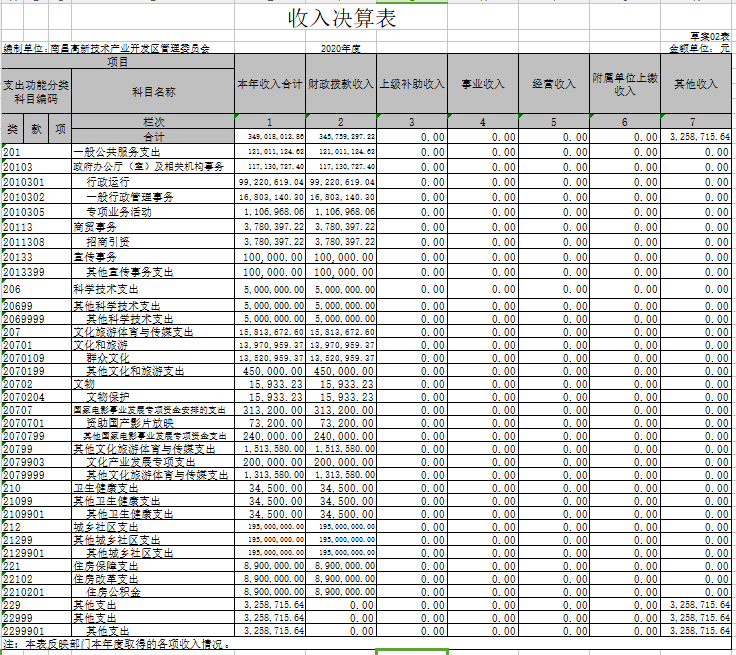 收入决算表
草案02表
编制单位：南昌高新技术产业开发区管理委员会 2020年度 金额单位：元
项目 本年收入合计 财政拨款收入 上级补助收入 事业收入 经营收入 附属单位上缴收入 其他收入
支出功能分类科目编码 科目名称
类 款 项 栏次 1 2 3 4 5 6 7
合计 349,018,012.86 345,759,297.22 0.00 0.00 0.00 0.00 3,258,715.64
201 一般公共服务支出 121,011,124.62 121,011,124.62 0.00 0.00 0.00 0.00 0.00
20103 政府办公厅（室）及相关机构事务 117,130,727.40 117,130,727.40 0.00 0.00 0.00 0.00 0.00
2010301 行政运行 99,220,619.04 99,220,619.04 0.00 0.00 0.00 0.00 0.00
2010302 一般行政管理事务 16,803,140.30 16,803,140.30 0.00 0.00 0.00 0.00 0.00
2010305 专项业务活动 1,106,968.06 1,106,968.06 0.00 0.00 0.00 0.00 0.00
20113 商贸事务 3,780,397.22 3,780,397.22 0.00 0.00 0.00 0.00 0.00
2011308 招商引资 3,780,397.22 3,780,397.22 0.00 0.00 0.00 0.00 0.00
20133 宣传事务 100,000.00 100,000.00 0.00 0.00 0.00 0.00 0.00
2013399 其他宣传事务支出 100,000.00 100,000.00 0.00 0.00 0.00 0.00 0.00
206 科学技术支出 5,000,000.00 5,000,000.00 0.00 0.00 0.00 0.00 0.00
20699 其他科学技术支出 5,000,000.00 5,000,000.00 0.00 0.00 0.00 0.00 0.00
2069999 其他科学技术支出 5,000,000.00 5,000,000.00 0.00 0.00 0.00 0.00 0.00
207 文化旅游体育与传媒支出 15,813,672.60 15,813,672.60 0.00 0.00 0.00 0.00 0.00
20701 文化和旅游 13,970,959.37 13,970,959.37 0.00 0.00 0.00 0.00 0.00
2070109 群众文化 13,520,959.37 13,520,959.37 0.00 0.00 0.00 0.00 0.00
2070199 其他文化和旅游支出 450,000.00 450,000.00 0.00 0.00 0.00 0.00 0.00
20702 文物 15,933.23 15,933.23 0.00 0.00 0.00 0.00 0.00
2070204 文物保护 15,933.23 15,933.23 0.00 0.00 0.00 0.00 0.00
20707 国家电影事业发展专项资金安排的支出 313,200.00 313,200.00 0.00 0.00 0.00 0.00 0.00
2070701 资助国产影片放映 73,200.00 73,200.00 0.00 0.00 0.00 0.00 0.00
2070799 其他国家电影事业发展专项资金支出 240,000.00 240,000.00 0.00 0.00 0.00 0.00 0.00
20799 其他文化旅游体育与传媒支出 1,513,580.00 1,513,580.00 0.00 0.00 0.00 0.00 0.00
2079903 文化产业发展专项支出 200,000.00 200,000.00 0.00 0.00 0.00 0.00 0.00
2079999 其他文化旅游体育与传媒支出 1,313,580.00 1,313,580.00 0.00 0.00 0.00 0.00 0.00
210 卫生健康支出 34,500.00 34,500.00 0.00 0.00 0.00 0.00 0.00
21099 其他卫生健康支出 34,500.00 34,500.00 0.00 0.00 0.00 0.00 0.00
2109901 其他卫生健康支出 34,500.00 34,500.00 0.00 0.00 0.00 0.00 0.00
212 城乡社区支出 195,000,000.00 195,000,000.00 0.00 0.00 0.00 0.00 0.00
21299 其他城乡社区支出 195,000,000.00 195,000,000.00 0.00 0.00 0.00 0.00 0.00
2129901 其他城乡社区支出 195,000,000.00 195,000,000.00 0.00 0.00 0.00 0.00 0.00
221 住房保障支出 8,900,000.00 8,900,000.00 0.00 0.00 0.00 0.00 0.00
22102 住房改革支出 8,900,000.00 8,900,000.00 0.00 0.00 0.00 0.00 0.00
2210201 住房公积金 8,900,000.00 8,900,000.00 0.00 0.00 0.00 0.00 0.00
229 其他支出 3,258,715.64 0.00 0.00 0.00 0.00 0.00 3,258,715.64
22999 其他支出 3,258,715.64 0.00 0.00 0.00 0.00 0.00 3,258,715.64
2299901 其他支出 3,258,715.64 0.00 0.00 0.00 0.00 0.00 3,258,715.64
注：本表反映部门本年度取得的各项收入情况。